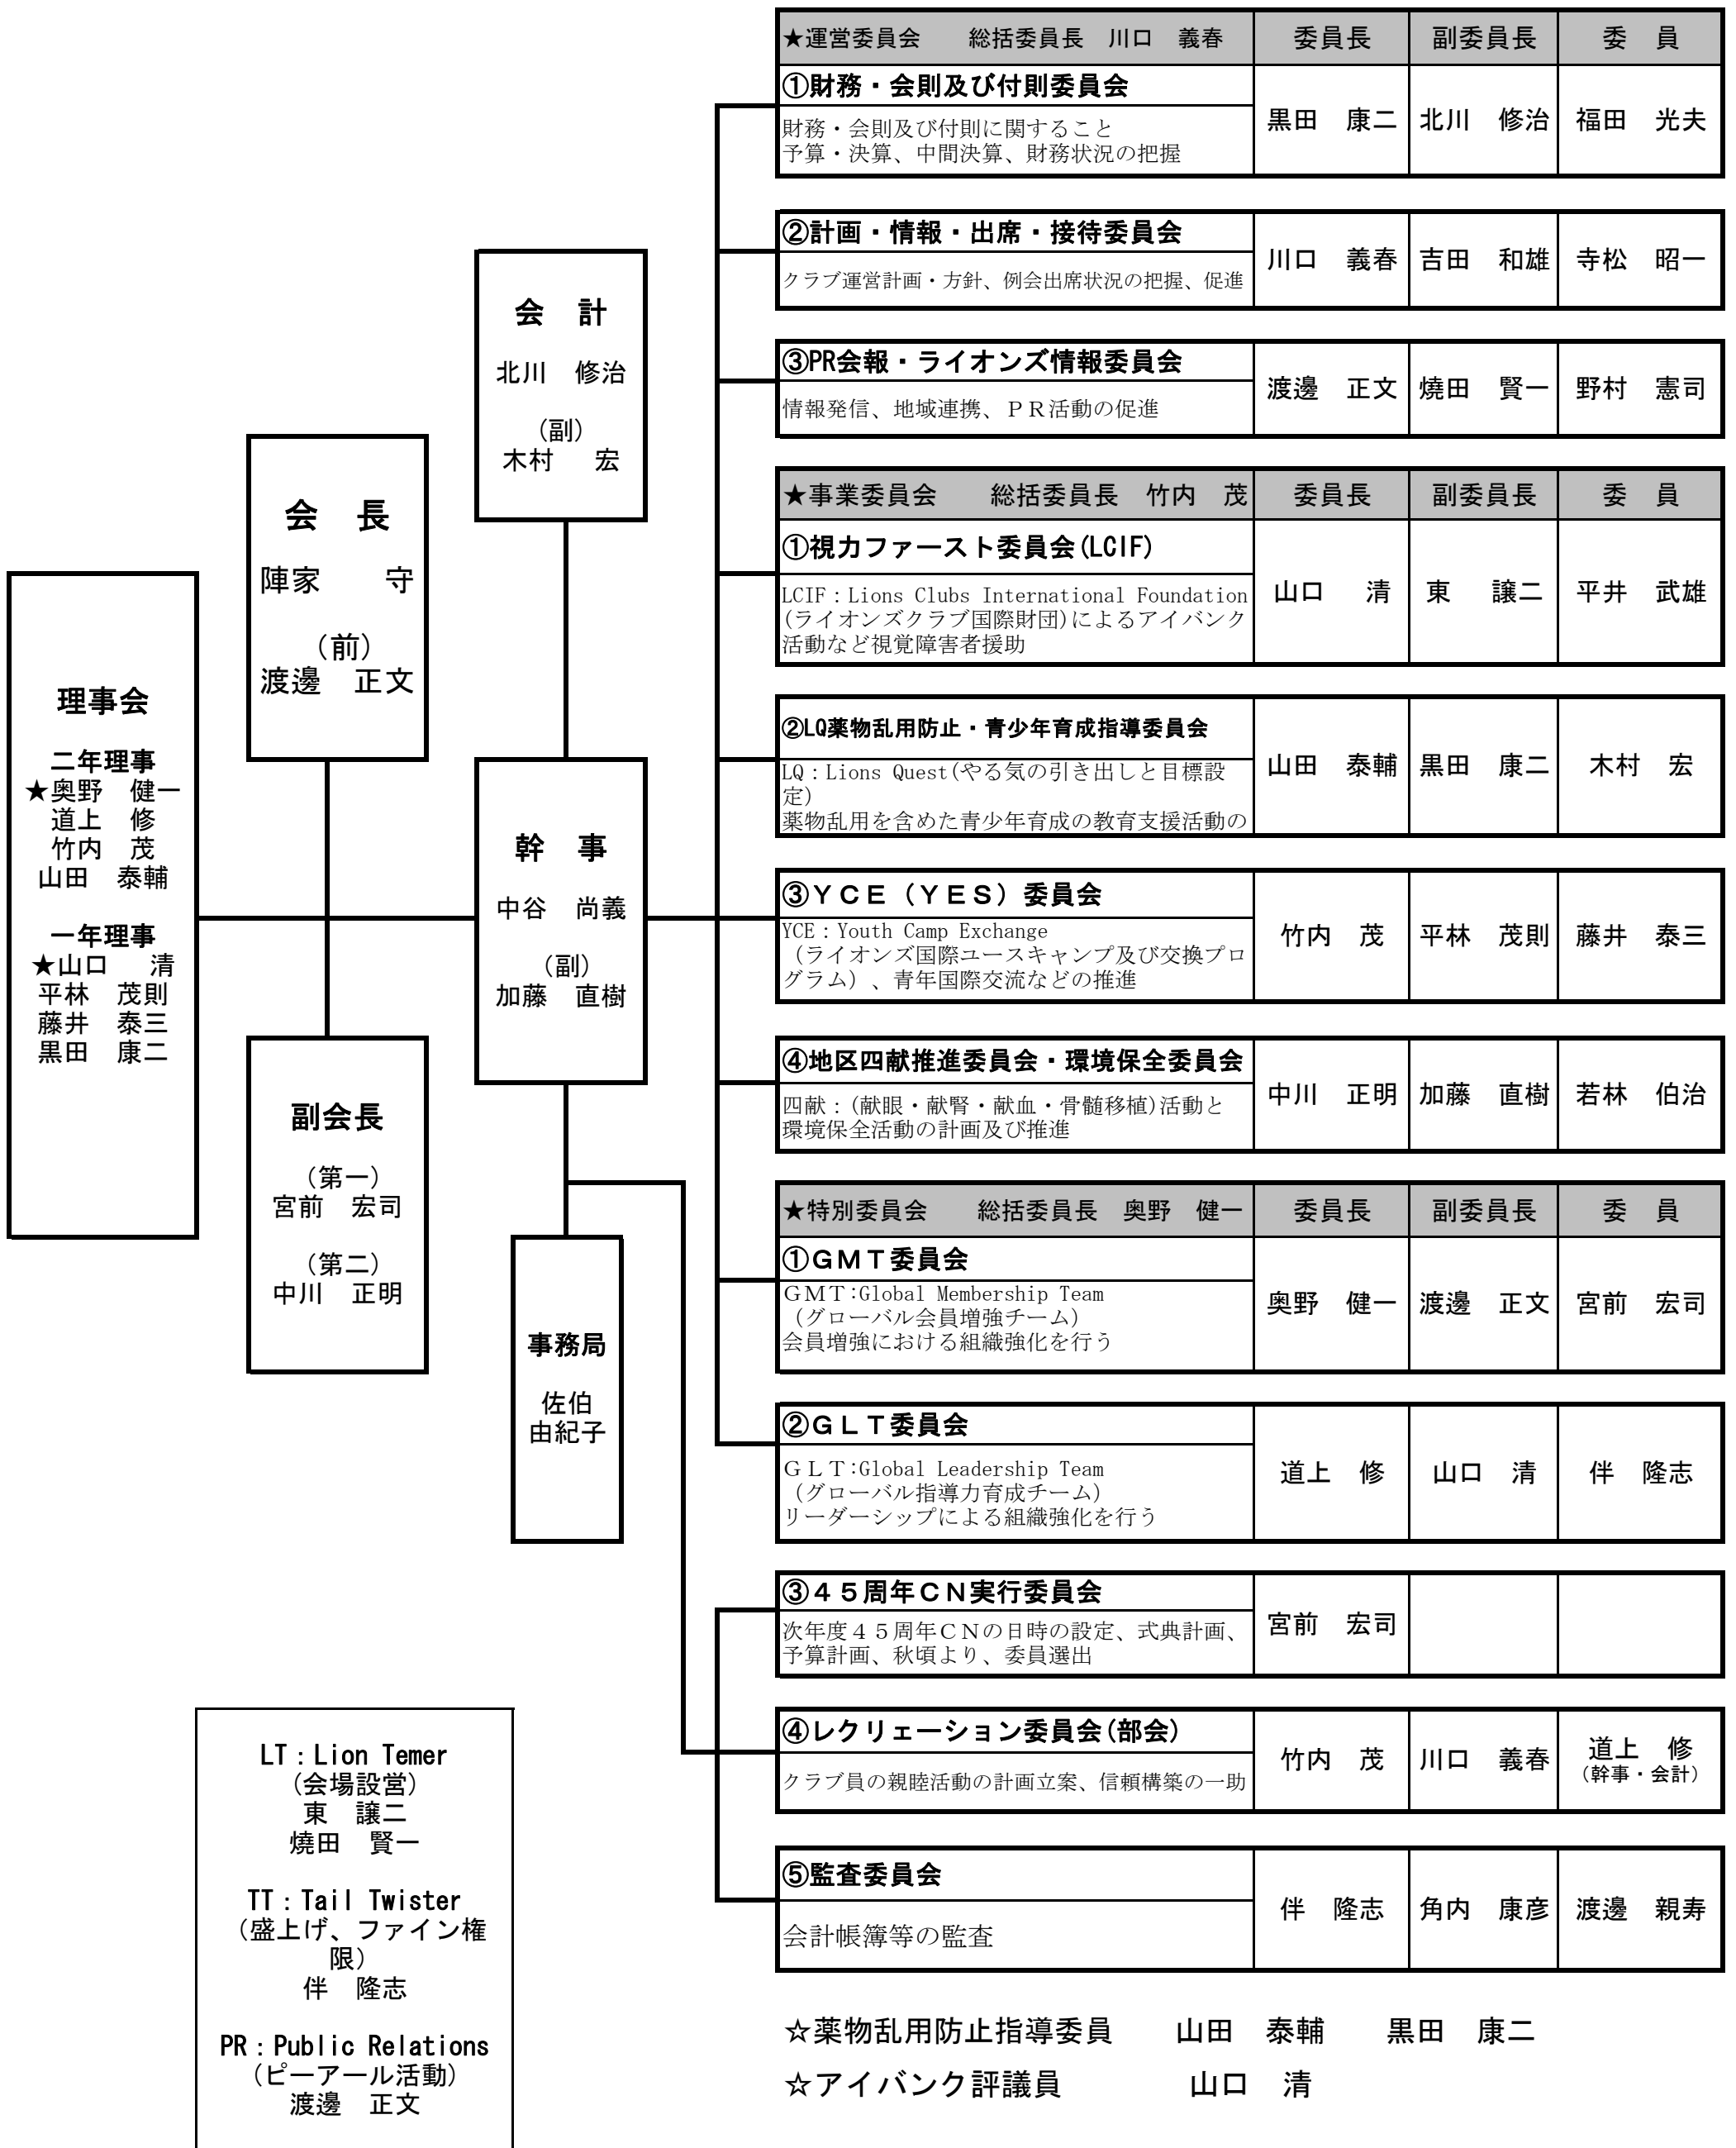 理事会
二年理事
★奥野　健一
道上　修
竹内　茂
山田　泰輔
一年理事
★山口　清
平林　茂則
藤井　泰三
黒田　康二
会　長
陣家　守
（前）
渡邊　正文
副会長
（第一）
宮前　宏司
（第二）
中川　正明
会　計
北川　修治
（副）
木村　宏
幹　事
中谷　尚義
（副）
加藤　直樹
事務局
佐伯
由紀子
LT：Lion Temer
（会場設営）
東　譲二
燒田　賢一
TT：Tail Twister
（盛上げ、ファイン権
限）
伴　隆志
PR：Public Relations
（ピーアール活動）
渡邊　正文
★運営委員会　総括委員長　川口　義春　委員長　副委員長　委　員
①財務・会則及び付則委員会
財務・会則及び付則に関すること
予算・決算、中間決算、財務状況の把握
黒田　康二　北川　修治　福田　光夫
②計画・情報・出席・接待委員会
クラブ運営計画・方針、例会出席状況の把握、促進
川口　義春　吉田　和雄　寺松　昭一
③PR会報・ライオンズ情報委員会
情報発信、地域連携、ＰＲ活動の促進
渡邊　正文　燒田　賢一　野村　憲司
★事業委員会　総括委員長　竹内　茂　委員長　副委員長　委　員
①視力ファースト委員会(LCIF)
LCIF：Lions Clubs International Foundation
(ライオンズクラブ国際財団)によるアイバンク
活動など視覚障害者援助
山口　清　東　譲二　平井　武雄
②LQ薬物乱用防止・青少年育成指導委員会
LQ：Lions Quest(やる気の引き出しと目標設
定)
薬物乱用を含めた青少年育成の教育支援活動の
山田　泰輔　黒田　康二　木村　宏
③ＹＣＥ（ＹＥＳ）委員会
YCE：Youth Camp Exchange
（ライオンズ国際ユースキャンプ及び交換プロ
グラム）、青年国際交流などの推進
竹内　茂　平林　茂則　藤井　泰三
④地区四献推進委員会・環境保全委員会
四献：(献眼・献腎・献血・骨髄移植)活動と
環境保全活動の計画及び推進
中川　正明　加藤　直樹　若林　伯治
★特別委員会　総括委員長　奥野　健一　委員長　副委員長　委　員
①ＧＭＴ委員会
ＧＭＴ:Global Membership Team
（グローバル会員増強チーム）
会員増強における組織強化を行う
奥野　健一　渡邊　正文　宮前　宏司
②ＧＬＴ委員会
ＧＬＴ:Global Leadership Team
（グローバル指導力育成チーム）
リーダーシップによる組織強化を行う
道上　修　山口　清　伴　隆志
③４５周年ＣＮ実行委員会
次年度４５周年ＣＮの日時の設定、式典計画、
予算計画、秋頃より、委員選出
宮前　宏司
④レクリェーション委員会(部会)
クラブ員の親睦活動の計画立案、信頼構築の一助
竹内　茂　川口　義春　道上　修
（幹事・会計）
⑤監査委員会
会計帳簿等の監査
伴　隆志　角内　康彦　渡邊　親寿
☆薬物乱用防止指導委員　山田　泰輔　黒田　康二
☆アイバンク評議員　山口　清